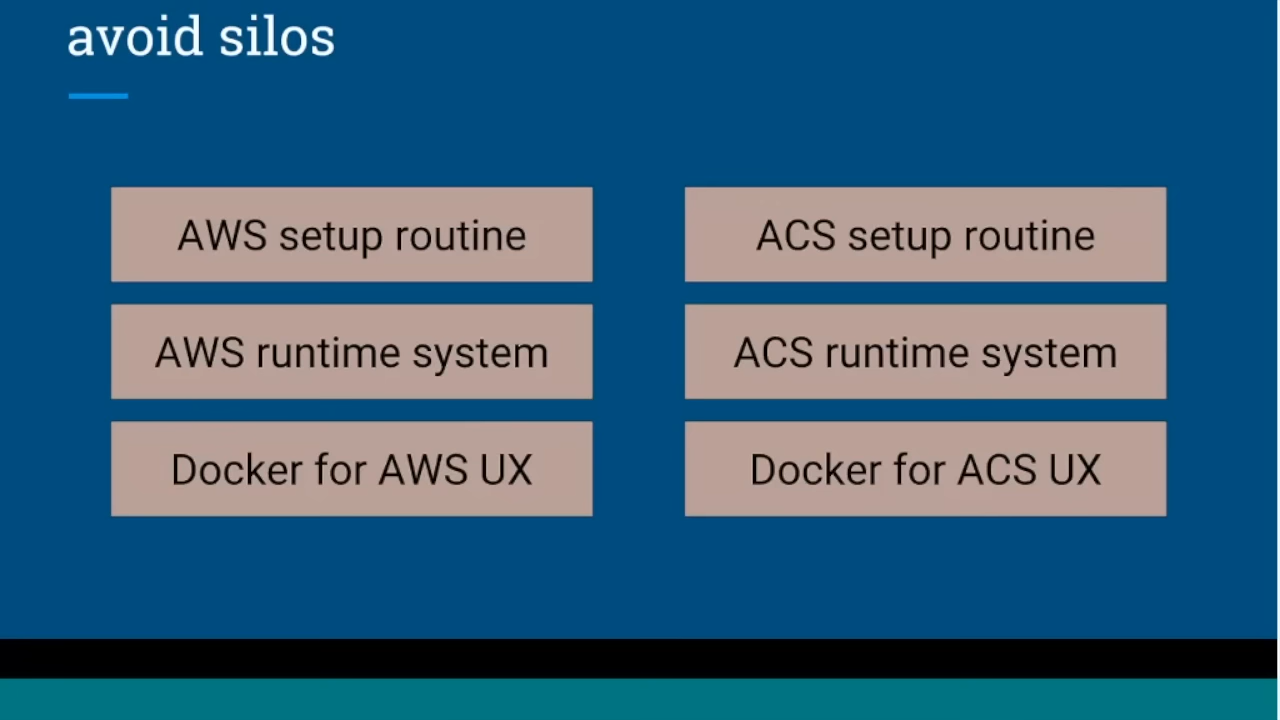 avoid silos
AWS setup routine
ACS setup routine
AWS runtime system
ACS runtime system
Docker for AWS UX
Docker for ACS UX